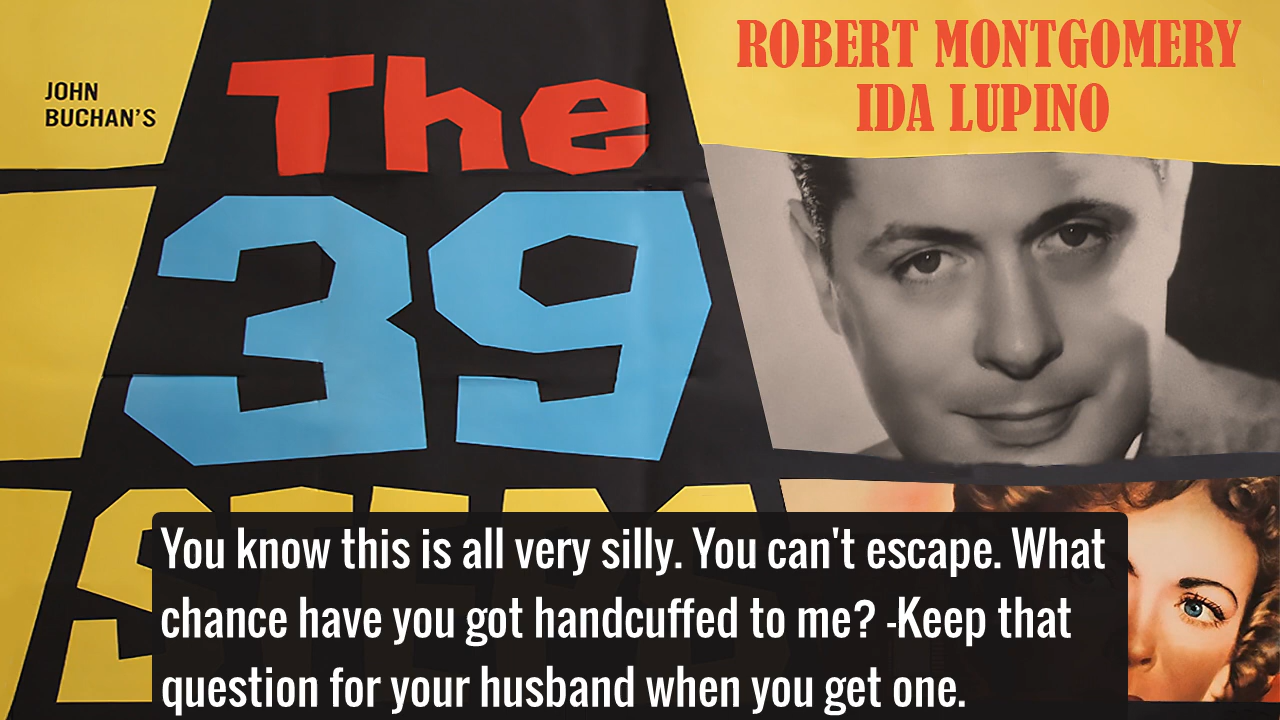 JOHN
BUCHAN'S
The
39
STEPS
ROBERT MONTGOMERY
IDA LUPINO
You know this is all very silly. You can't escape. What
chance have you got handcuffed to me? -Keep that
question for your husband when you get one.